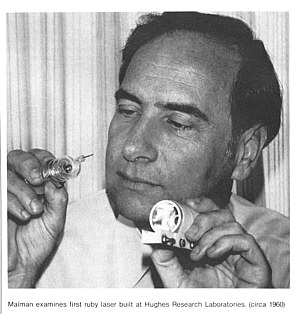 Maiman examines first ruby laser built at Hughes Research Laboratories. (circa 1960)